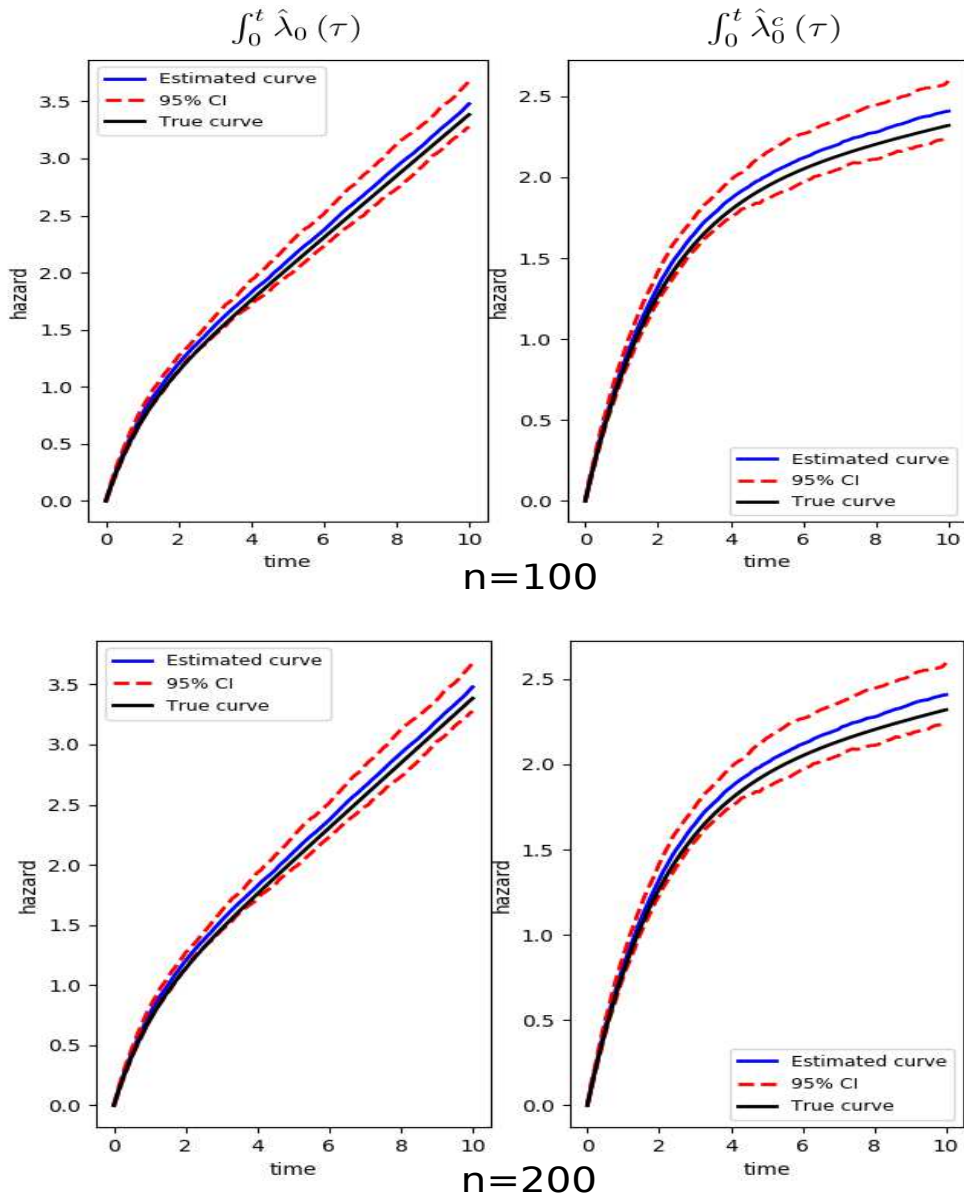 ∫₀ᵗ λ̂₀ (τ)
∫₀ᵗ λ̂₀ᶜ (τ)
Estimated curve
95% CI
True curve
3.5
3.0
2.5
2.0
1.5
1.0
0.5
0.0
hazard
0 2 4 6 8 10
time
2.5
2.0
1.5
1.0
0.5
0.0
hazard
Estimated curve
95% CI
True curve
0 2 4 6 8 10
time
n=100
Estimated curve
95% CI
True curve
3.5
3.0
2.5
2.0
1.5
1.0
0.5
0.0
hazard
0 2 4 6 8 10
time
2.5
2.0
1.5
1.0
0.5
0.0
hazard
Estimated curve
95% CI
True curve
0 2 4 6 8 10
time
n=200